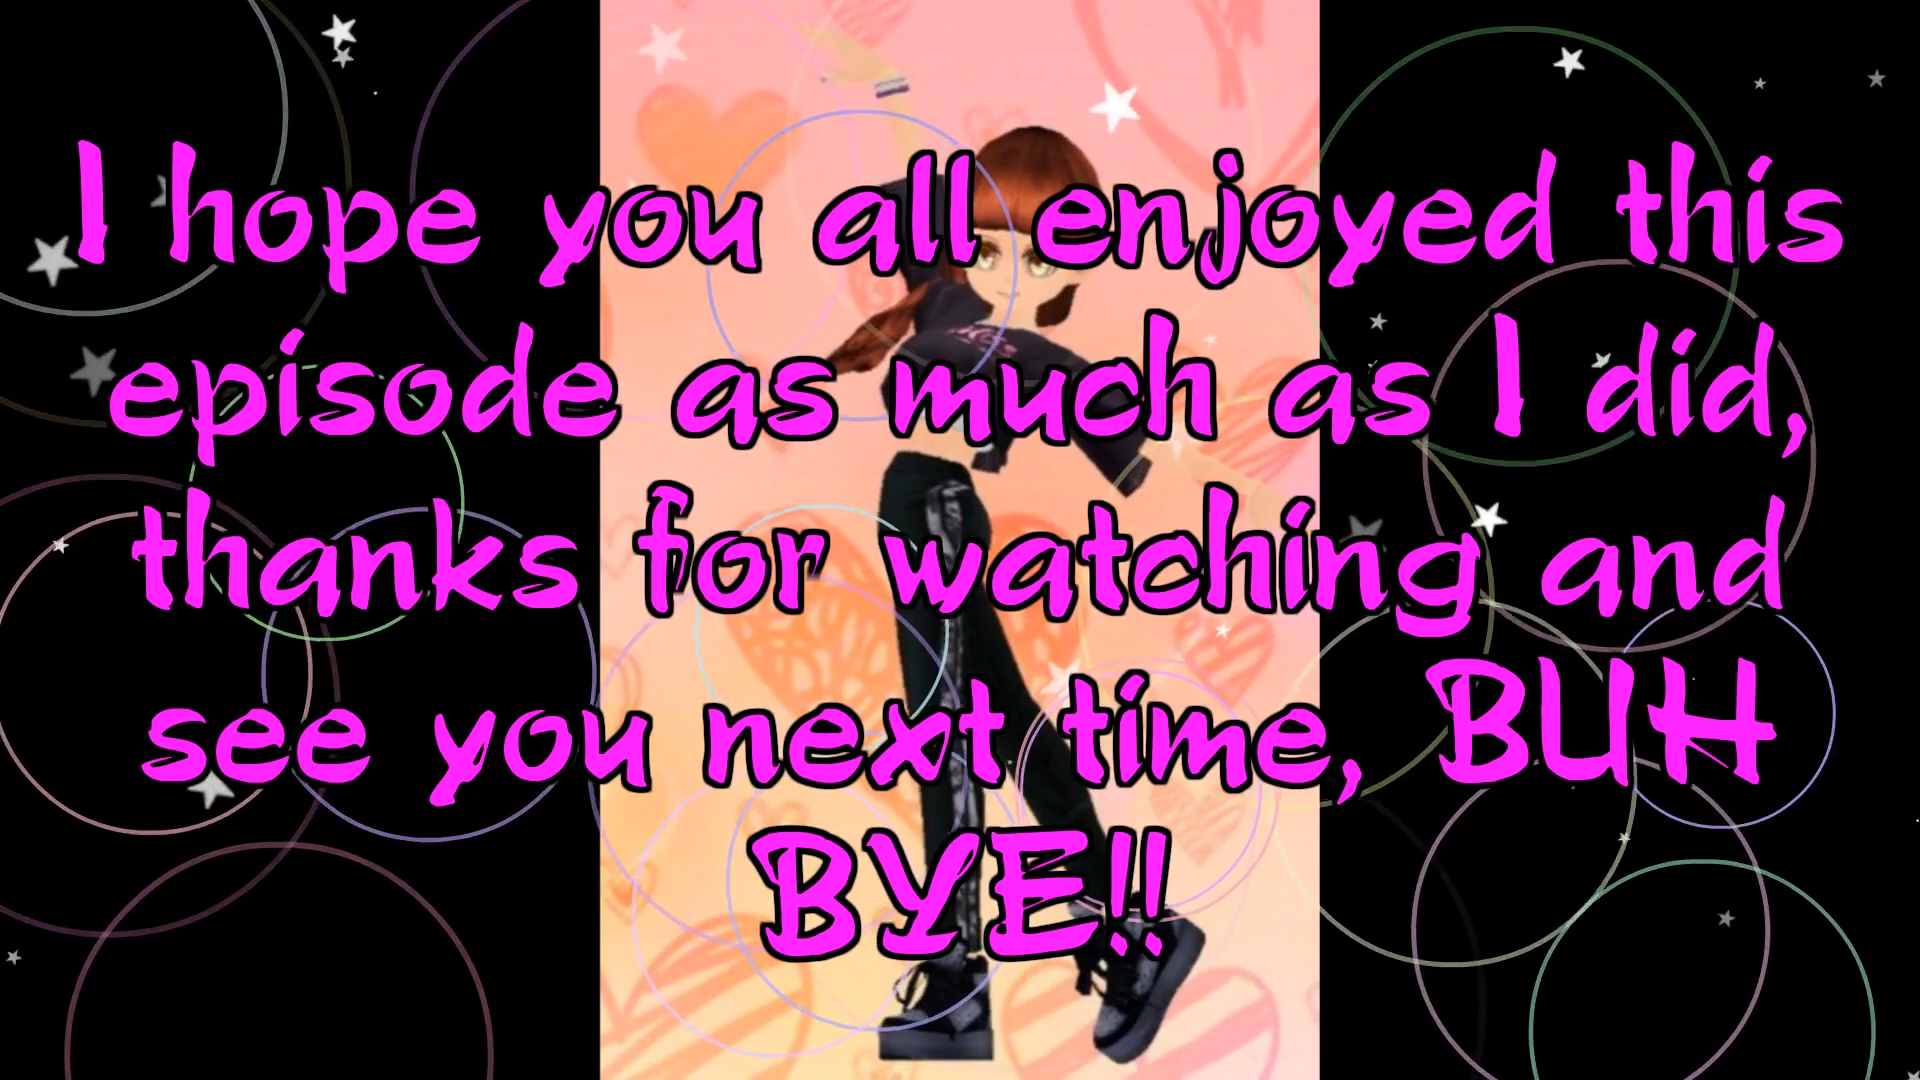 I hope you all enjoyed this
episode as much as I did,
thanks for watching and
see you next time, BUH
BYE!!